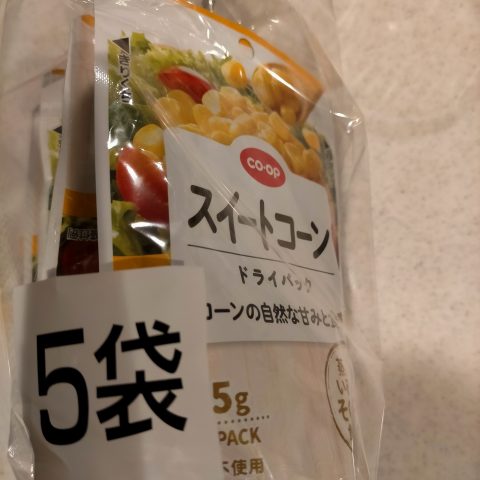 CO·OP
スイートコーン
ドライパック
コーンの自然な甘みと
5袋
5g
PACK
不使用